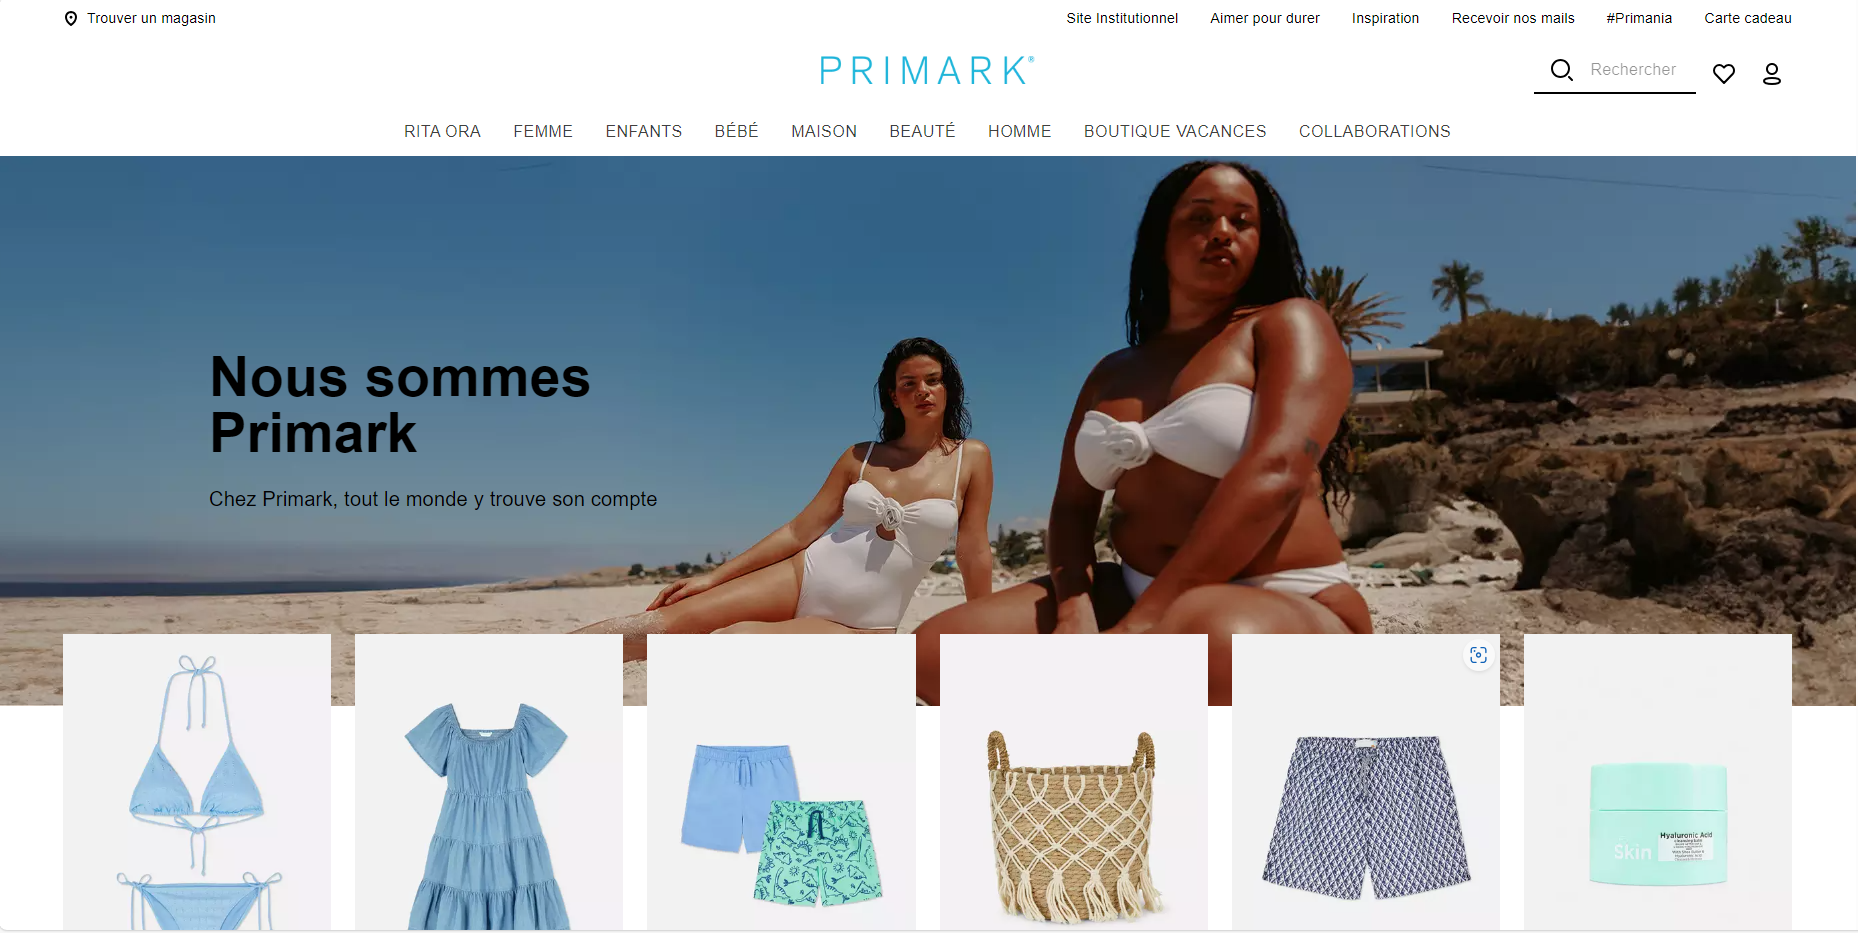 Trouver un magasin
Site Institutionnel
Aimer pour durer
Inspiration
Recevoir nos mails
#Primania
Carte cadeau
PRIMARK®
Rechercher
RITA ORA
FEMME
ENFANTS
BÉBÉ
MAISON
BEAUTÉ
HOMME
BOUTIQUE VACANCES
COLLABORATIONS
Nous sommes
Primark
Chez Primark, tout le monde y trouve son compte
Skin
Hyaluronic Acid